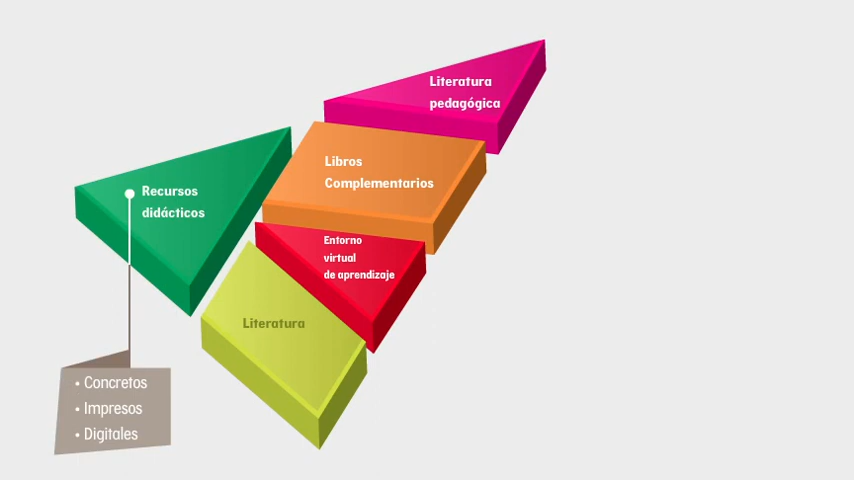 Literatura
pedagógica
Libros
Complementarios
Recursos
didácticos
Entorno
virtual
de aprendizaje
Literatura
• Concretos
• Impresos
• Digitales